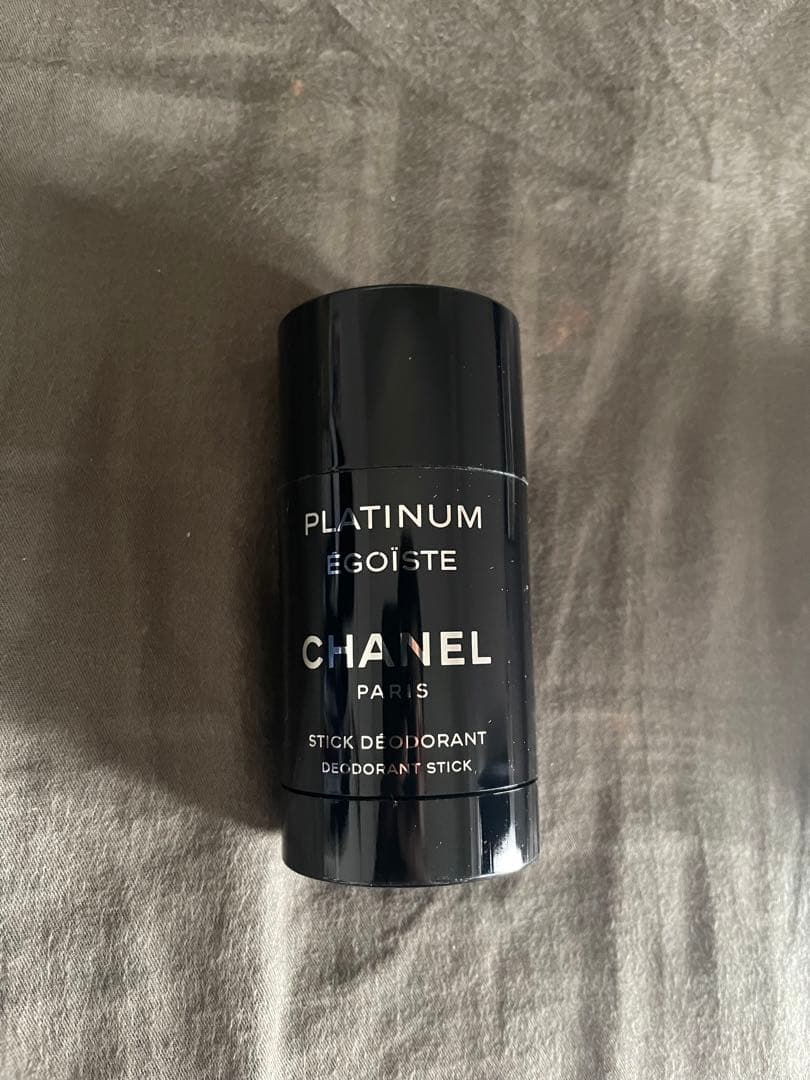 PLATINUM
ÉGOÏSTE
CHANEL
PARIS
STICK DÉODORANT
DEODORANT STICK